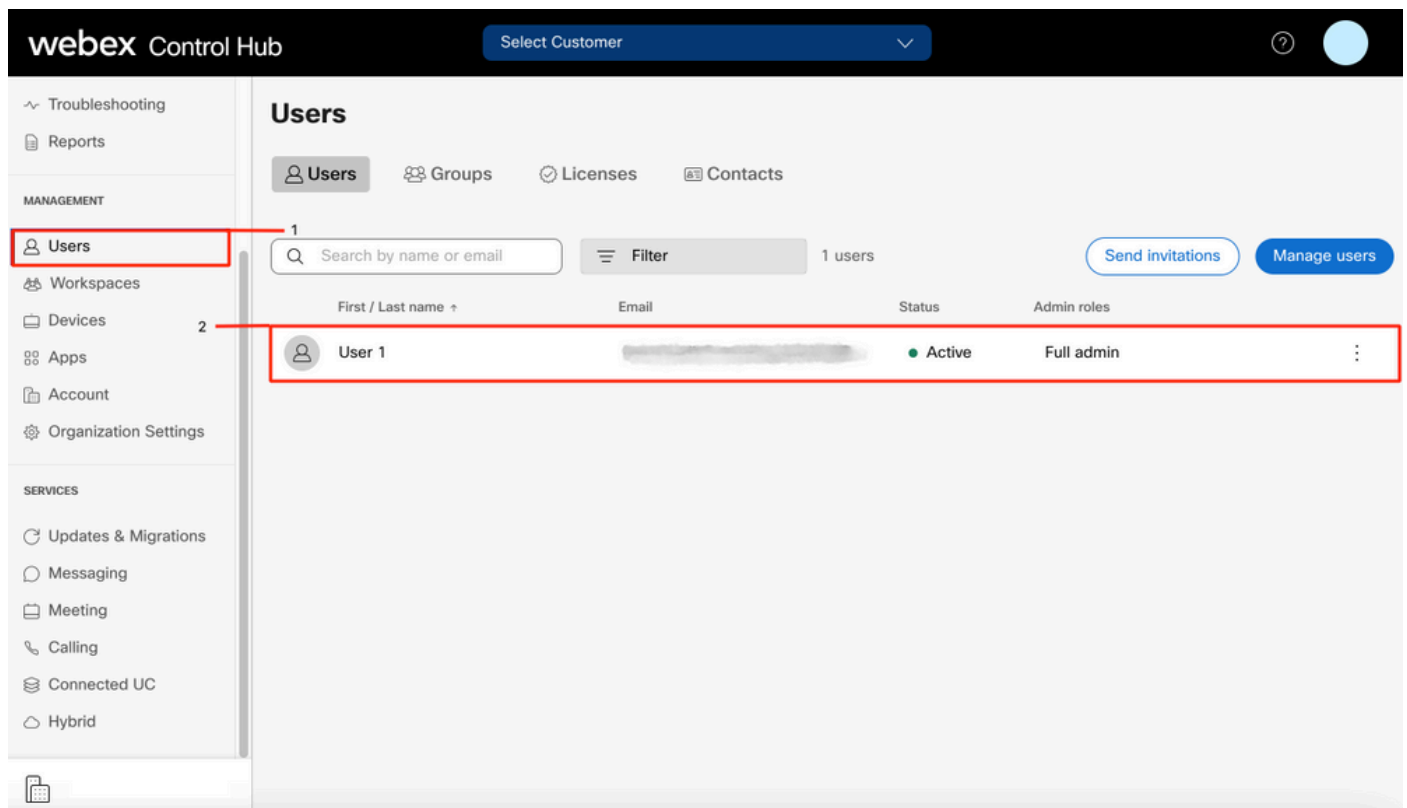 webex Control Hub
Select Customer
Troubleshooting
Reports
MANAGEMENT
Users
Workspaces
Devices
Apps
Account
Organization Settings
SERVICES
Updates & Migrations
Messaging
Meeting
Calling
Connected UC
Hybrid
Users
Users Groups Licenses Contacts
1
Search by name or email Filter 1 users Send invitations Manage users
First / Last name ↑ Email Status Admin roles
2
User 1 Active Full admin